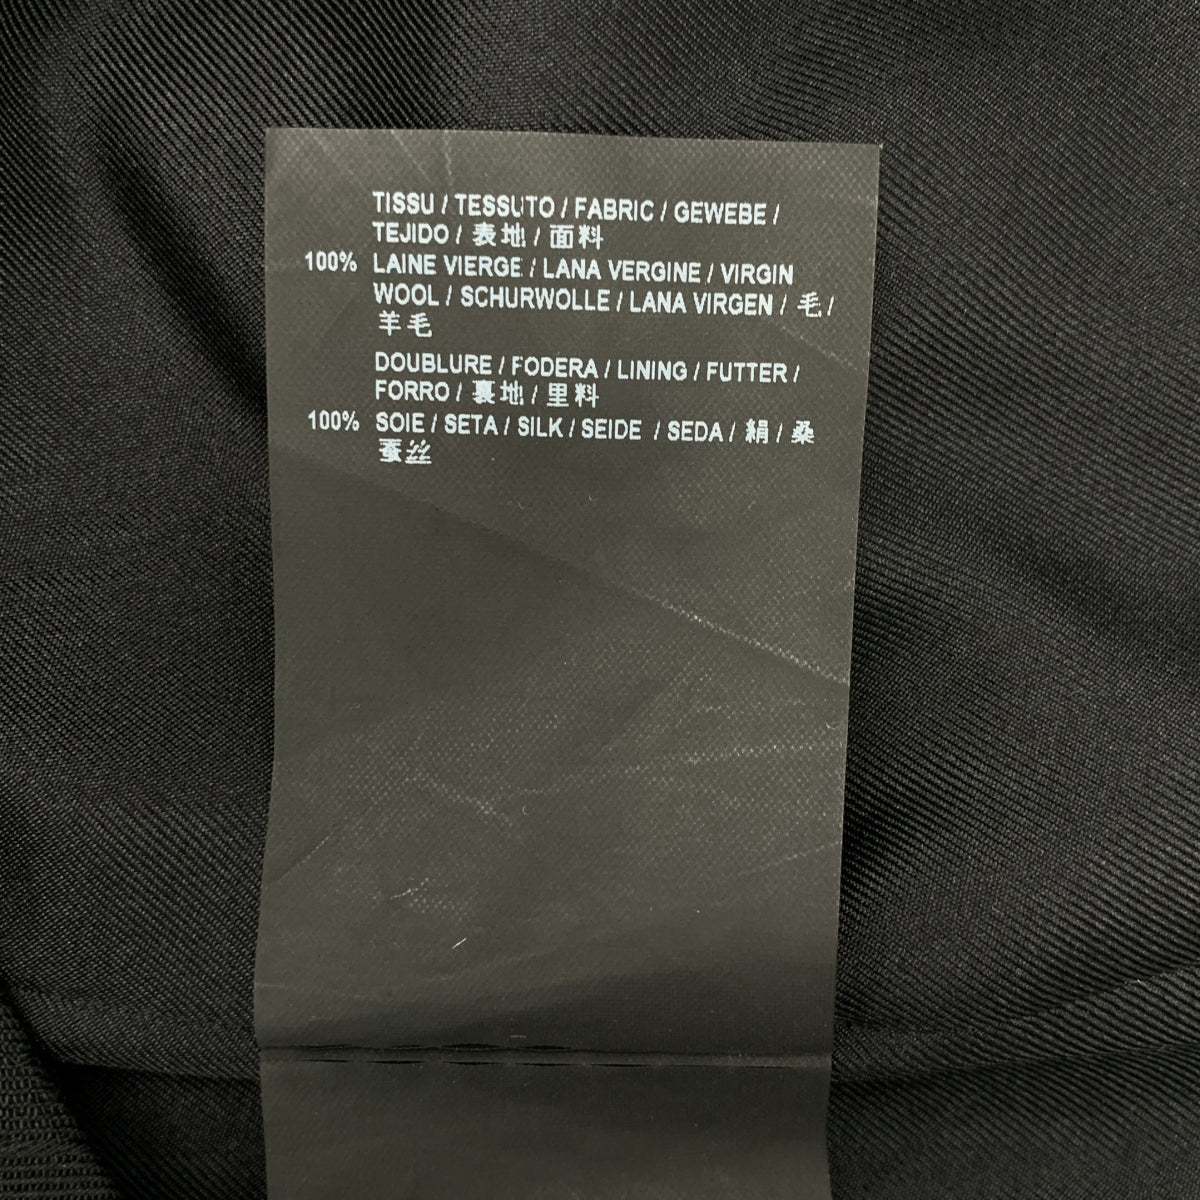 TISSU / TESSUTO / FABRIC / GEWEBE /
TEJIDO / 表地 / 面料
100% LAINE VIERGE / LANA VERGINE / VIRGIN
WOOL / SCHURWOLLE / LANA VIRGEN / 毛 /
羊毛
DOUBLURE / FODERA / LINING / FUTTER /
FORRO / 裏地 / 里料
100% SOIE / SETA / SILK / SEIDE / SEDA / 絹 / 桑
蚕丝